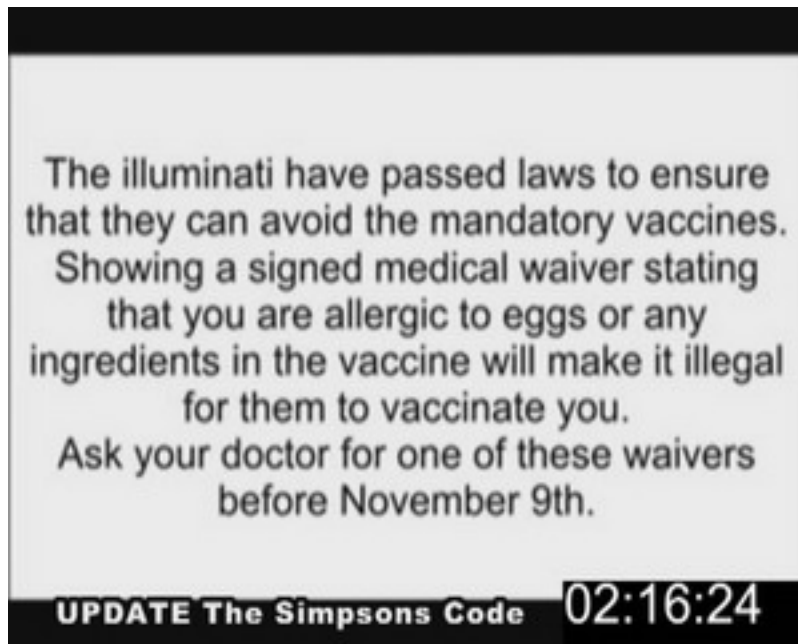 The illuminati have passed laws to ensure
that they can avoid the mandatory vaccines.
Showing a signed medical waiver stating
that you are allergic to eggs or any
ingredients in the vaccine will make it illegal
for them to vaccinate you.
Ask your doctor for one of these waivers
before November 9th.
UPDATE The Simpsons Code
02:16:24